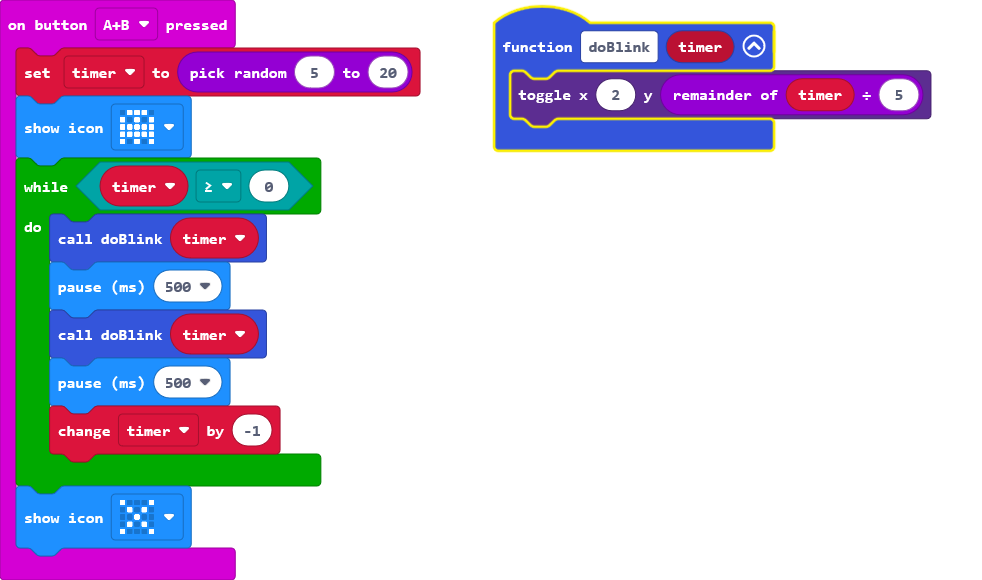 on button A+B pressed
set timer to pick random 5 to 20
show icon
while timer ≥ 0
do
call doBlink timer
pause (ms) 500
call doBlink timer
pause (ms) 500
change timer by -1
show icon
function doBlink timer
toggle x 2 y remainder of timer ÷ 5